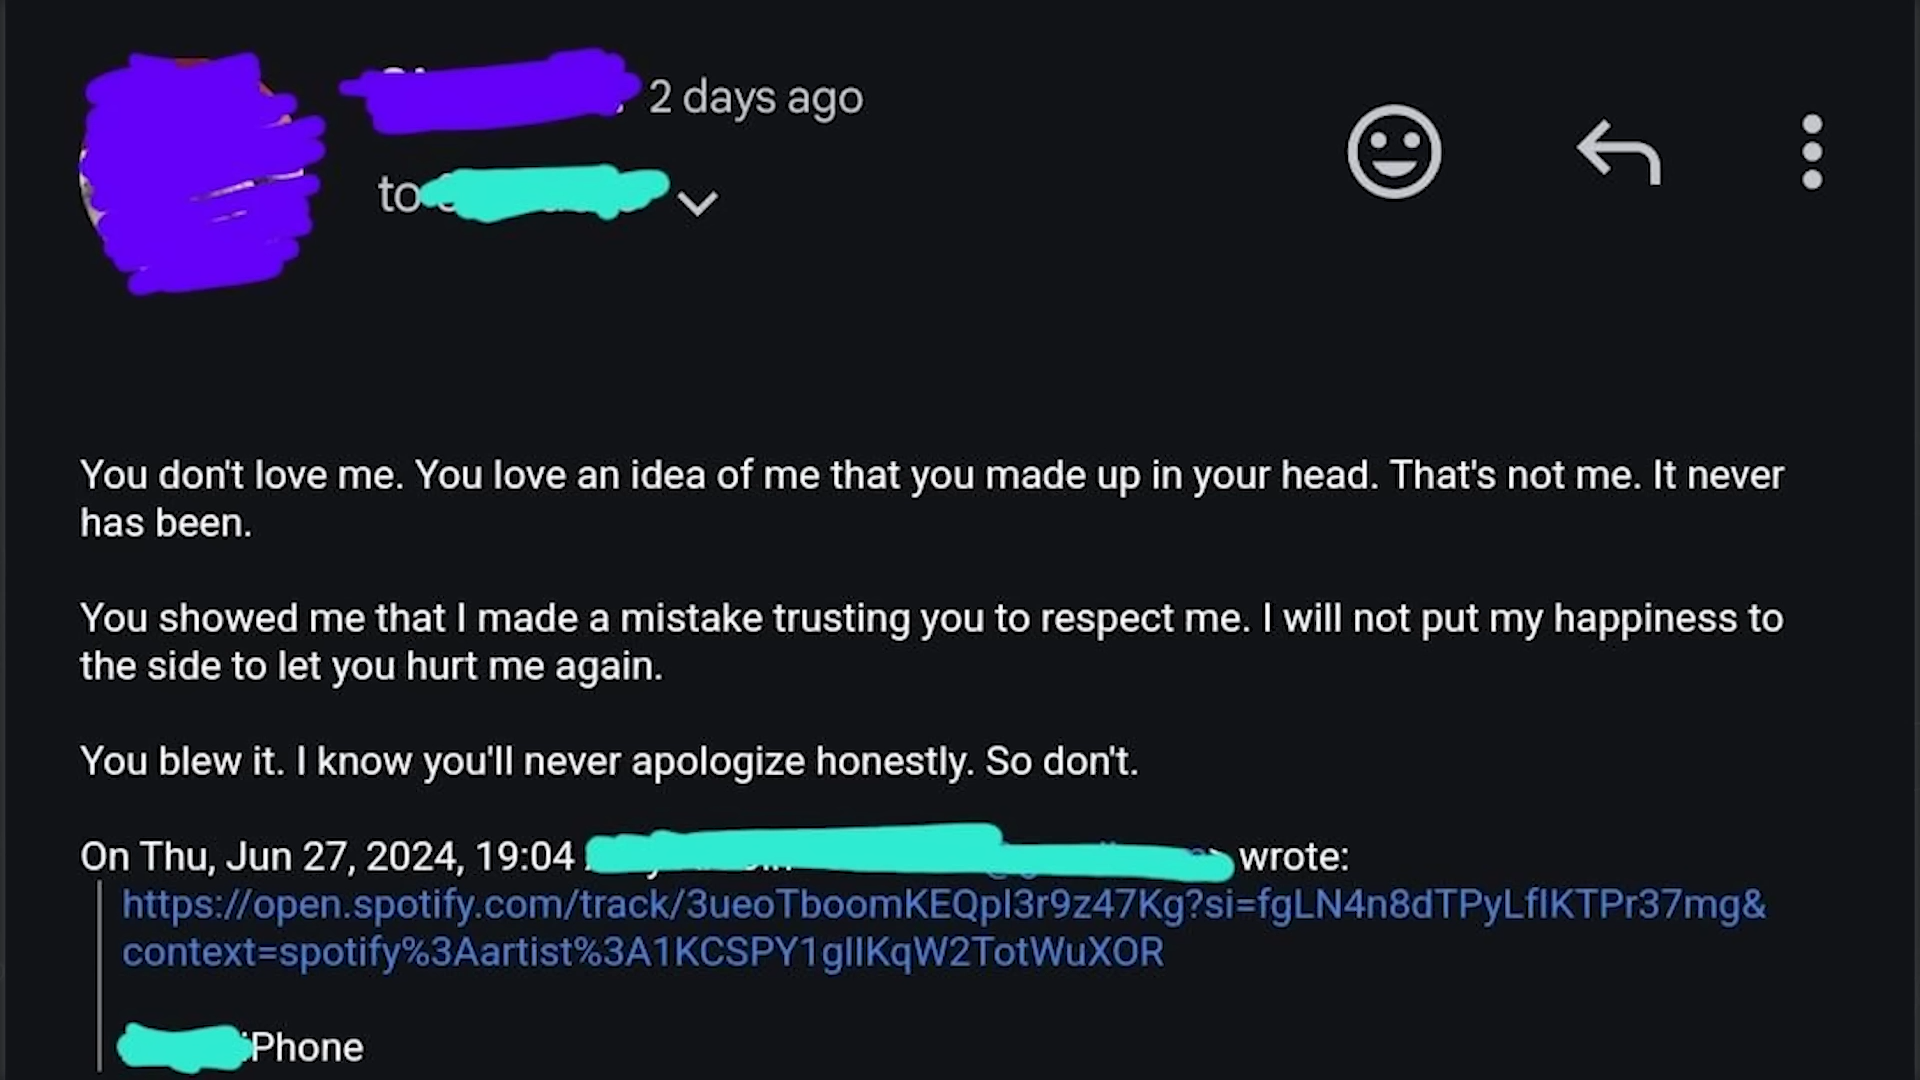 2 days ago
to
You don't love me. You love an idea of me that you made up in your head. That's not me. It never
has been.
You showed me that I made a mistake trusting you to respect me. I will not put my happiness to
the side to let you hurt me again.
You blew it. I know you'll never apologize honestly. So don't.
On Thu, Jun 27, 2024, 19:04 wrote:
https://open.spotify.com/track/3ueoTboomKEQpI3r9z47Kg?si=fgLN4n8dTPyLfIKTPr37mg&
context=spotify%3Aartist%3A1KCSPY1glIKqW2TotWuXOR
iPhone